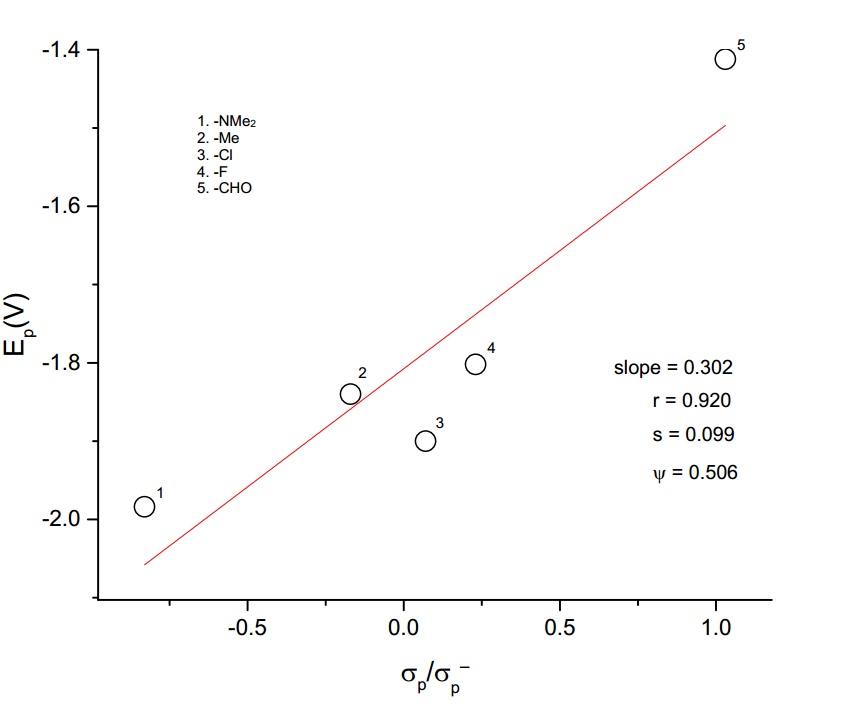 -1.4
5
1. -NMe₂
2. -Me
3. -Cl
4. -F
5. -CHO
-1.6
Eₚ(V)
4
-1.8
2
slope = 0.302
r = 0.920
3
s = 0.099
ψ = 0.506
1
-2.0
-0.5 0.0 0.5 1.0
σₚ/σₚ⁻